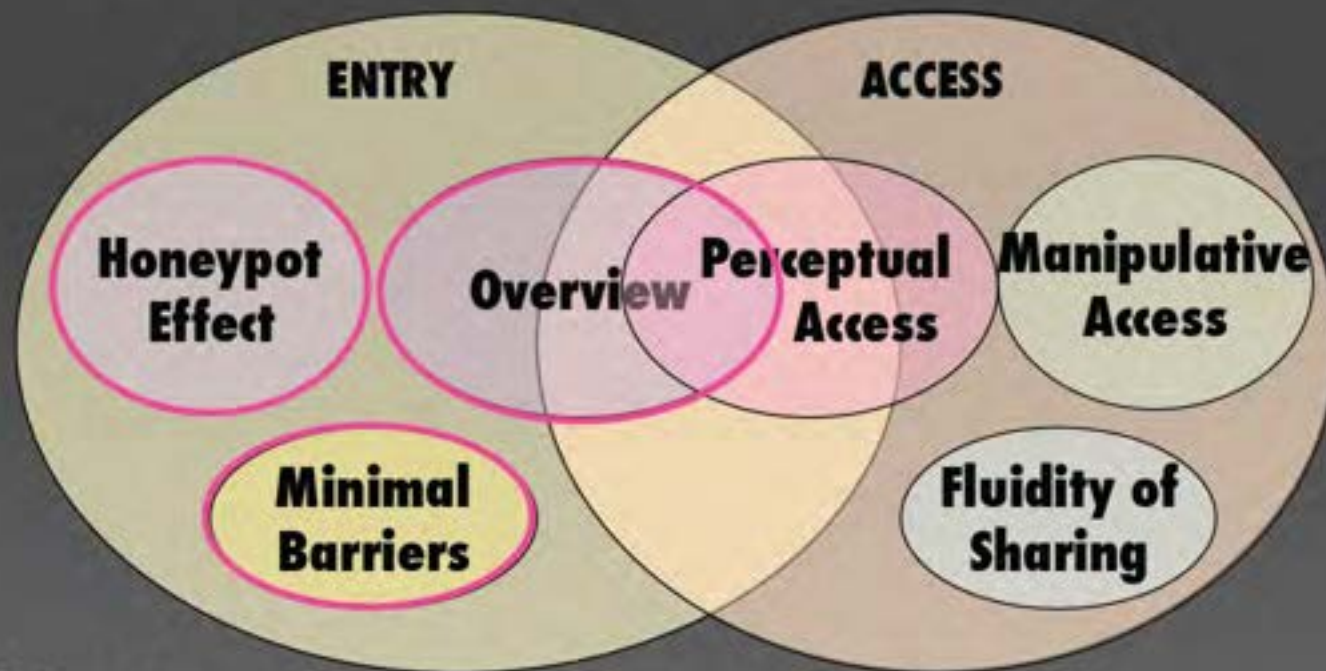 ENTRY
ACCESS
Honeypot
Effect
Overview
Perceptual
Access
Manipulative
Access
Minimal
Barriers
Fluidity of
Sharing